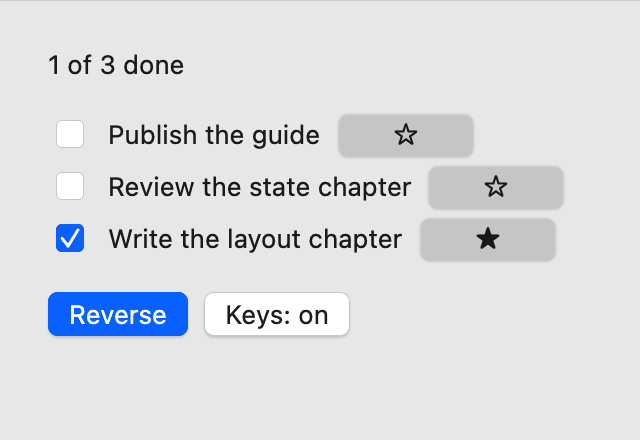 1 of 3 done
Publish the guide ☆
Review the state chapter ☆
Write the layout chapter ★
Reverse Keys: on